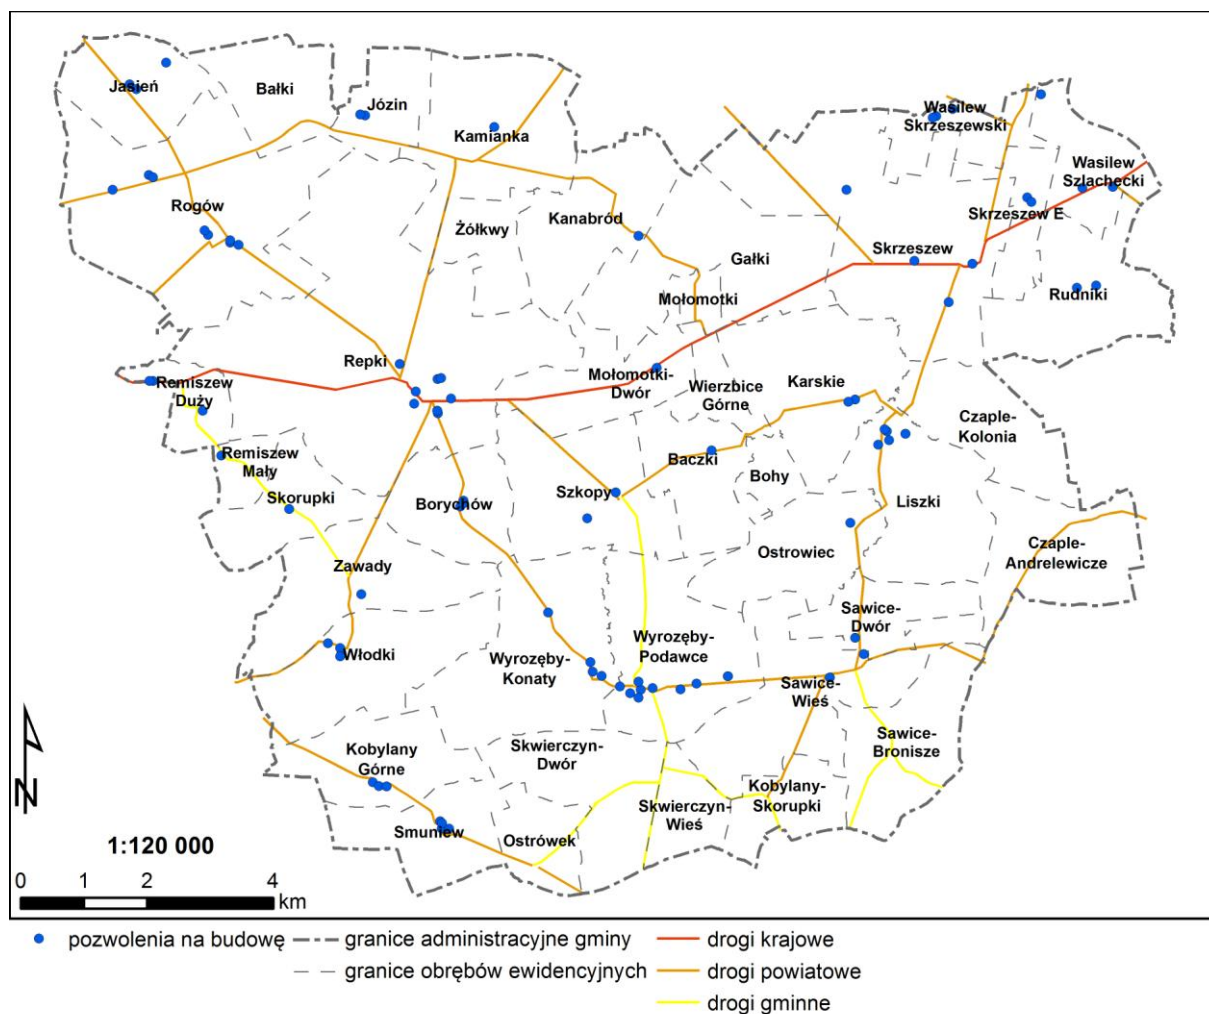 Jasień
Bałki
Józin
Kamianka
Wasilew
Skrzeszewski
Wasilew
Szlachecki
Rogów
Żółkwy
Kanabród
Skrzeszew E
Gałki
Skrzeszew
Mołomotki
Rudniki
Repki
Remiszew
Duży
Mołomotki-
Dwór
Wierzbice
Górne
Karskie
Czaple-
Kolonia
Remiszew
Mały
Baczki
Bohy
Skorupki
Borychów
Szkopy
Liszki
Zawady
Ostrowiec
Czaple-
Andrelewicze
Sawice-
Dwór
Włodki
Wyrozęby-
Konaty
Wyrozęby-
Podawce
Sawice-
Wieś
Sawice-
Bronisze
Kobylany
Górne
Skwierczyn-
Dwór
Kobylany-
Skorupki
Skwierczyn-
Wieś
Smuniew
Ostrówek
N
1:120 000
0 1 2 4
km
pozwolenia na budowę
granice administracyjne gminy
drogi krajowe
granice obrębów ewidencyjnych
drogi powiatowe
drogi gminne